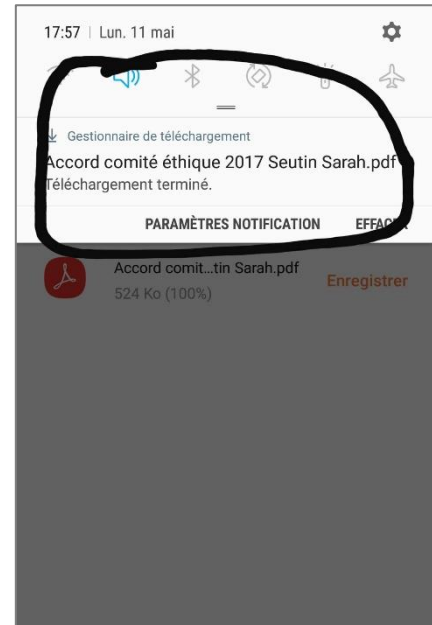 17:57 | Lun. 11 mai
Gestionnaire de téléchargement
Accord comité éthique 2017 Seutin Sarah.pdf
Téléchargement terminé.
PARAMÈTRES NOTIFICATION EFFACER
Accord comit...tin Sarah.pdf
Enregistrer
524 Ko (100%)